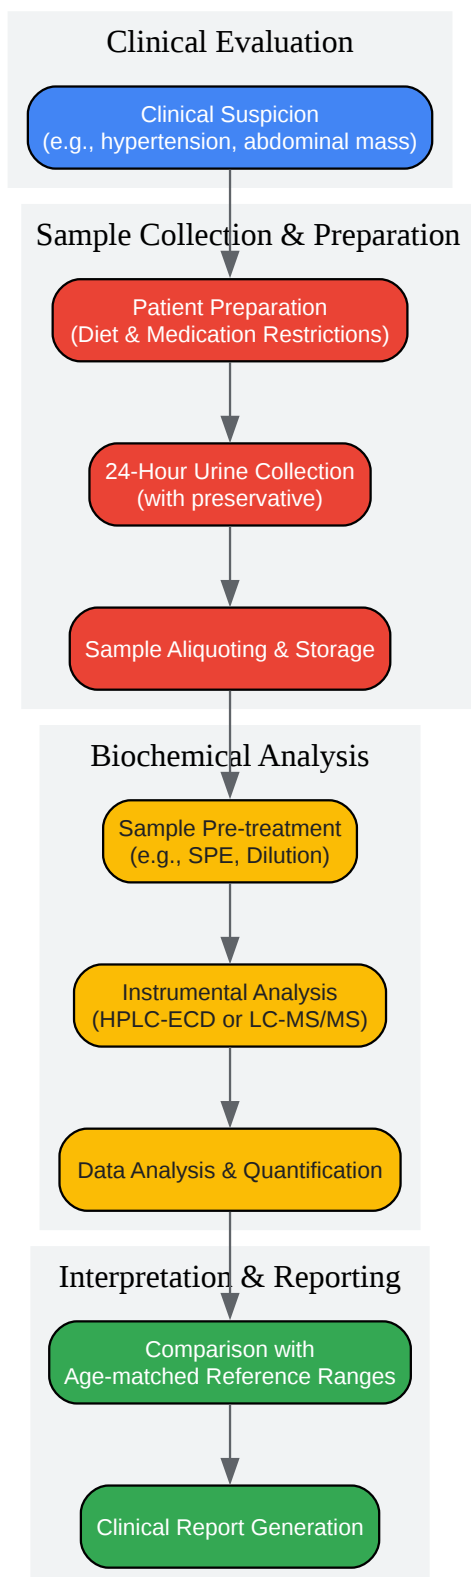 Clinical Evaluation
Clinical Suspicion
(e.g., hypertension, abdominal mass)
Sample Collection & Preparation
Patient Preparation
(Diet & Medication Restrictions)
24-Hour Urine Collection
(with preservative)
Sample Aliquoting & Storage
Biochemical Analysis
Sample Pre-treatment
(e.g., SPE, Dilution)
Instrumental Analysis
(HPLC-ECD or LC-MS/MS)
Data Analysis & Quantification
Interpretation & Reporting
Comparison with
Age-matched Reference Ranges
Clinical Report Generation